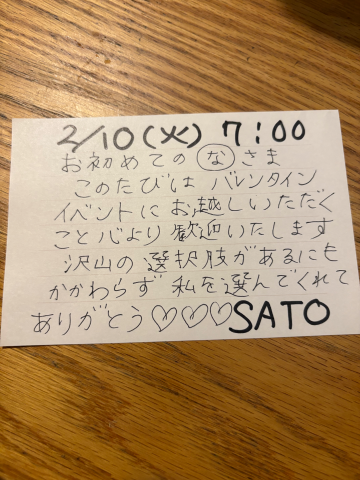 2/10(火) 7:00
お初めての な さま
このたびは バレンタイン
イベントに お越しいただく
こと心より 歓迎いたします
沢山の 選択肢があるにも
かかわらず 私を選んでくれて
ありがとう♡♡♡SATO